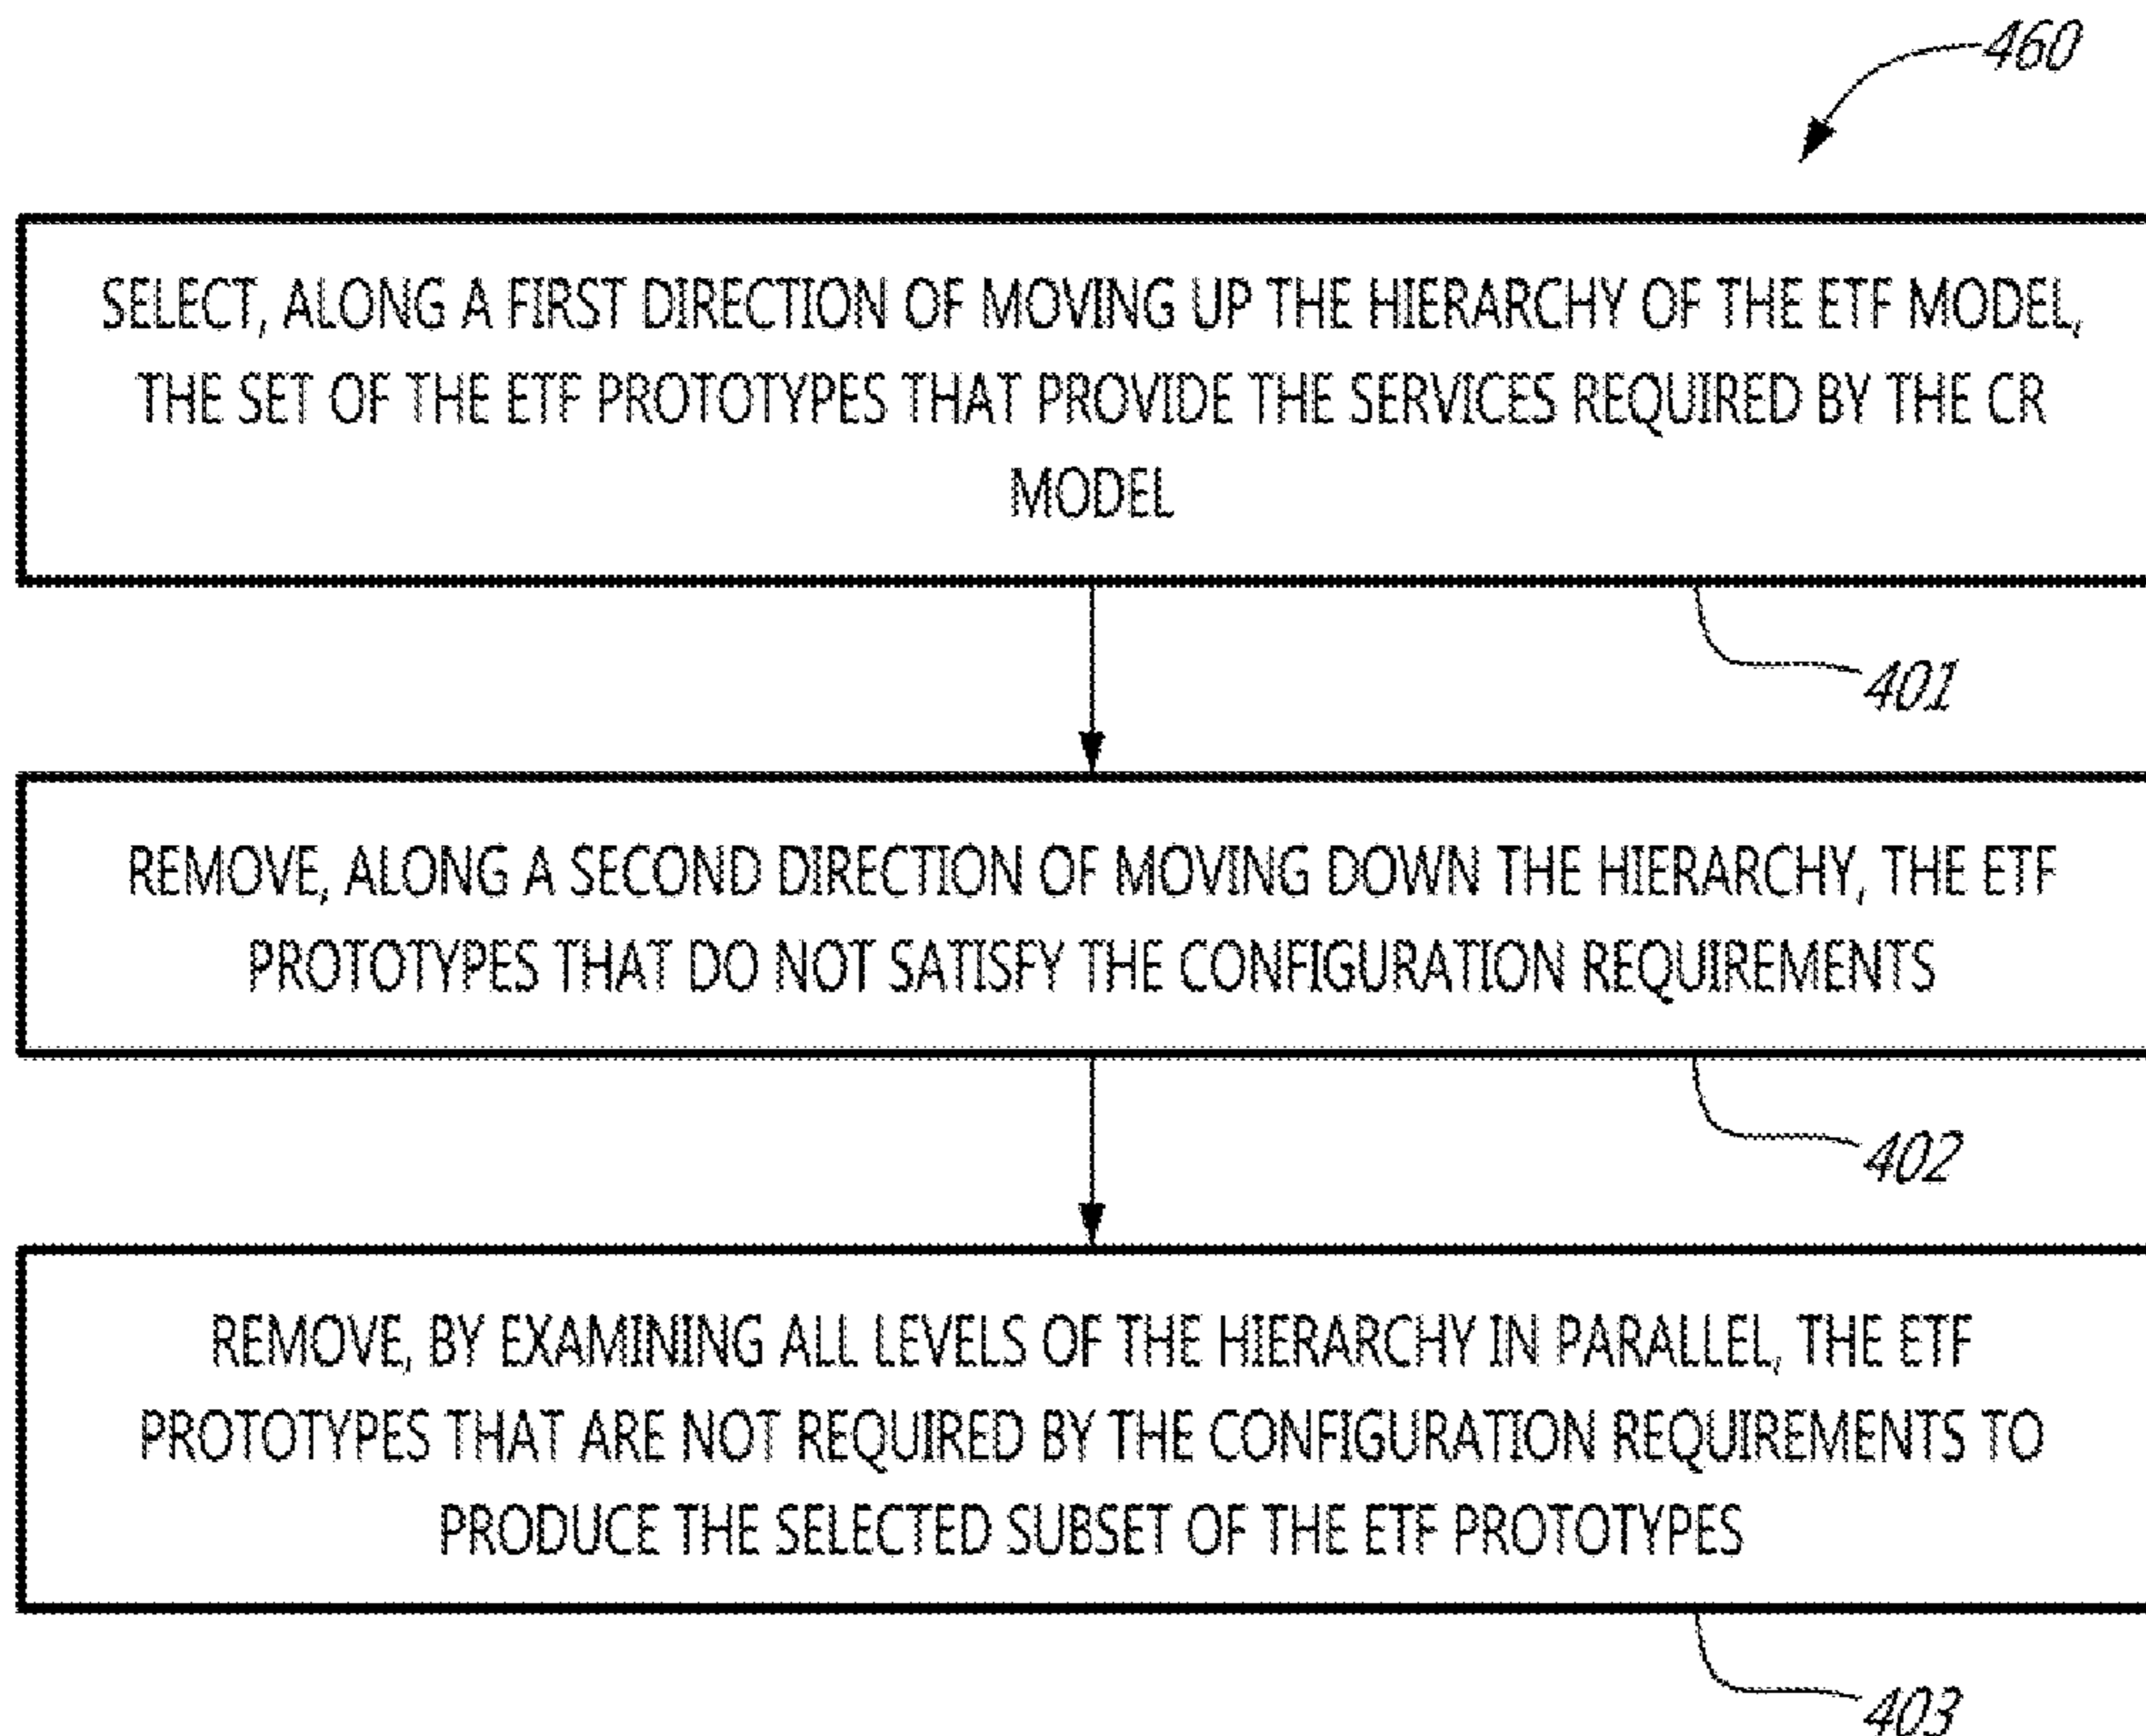 460
SELECT, ALONG A FIRST DIRECTION OF MOVING UP THE HIERARCHY OF THE ETF MODEL,
THE SET OF THE ETF PROTOTYPES THAT PROVIDE THE SERVICES REQUIRED BY THE CR
MODEL
401
REMOVE, ALONG A SECOND DIRECTION OF MOVING DOWN THE HIERARCHY, THE ETF
PROTOTYPES THAT DO NOT SATISFY THE CONFIGURATION REQUIREMENTS
402
REMOVE, BY EXAMINING ALL LEVELS OF THE HIERARCHY IN PARALLEL, THE ETF
PROTOTYPES THAT ARE NOT REQUIRED BY THE CONFIGURATION REQUIREMENTS TO
PRODUCE THE SELECTED SUBSET OF THE ETF PROTOTYPES
403